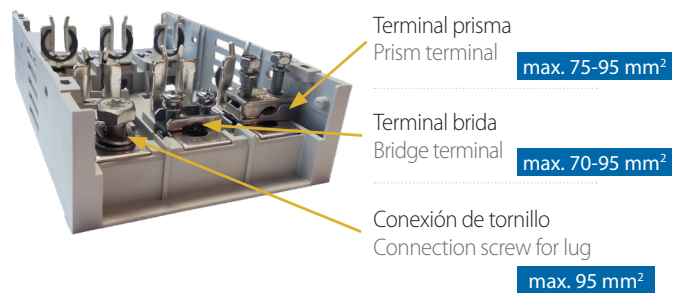 Terminal prisma
Prism terminal
max. 75-95 mm²
Terminal brida
Bridge terminal
max. 70-95 mm²
Conexión de tornillo
Connection screw for lug
max. 95 mm²